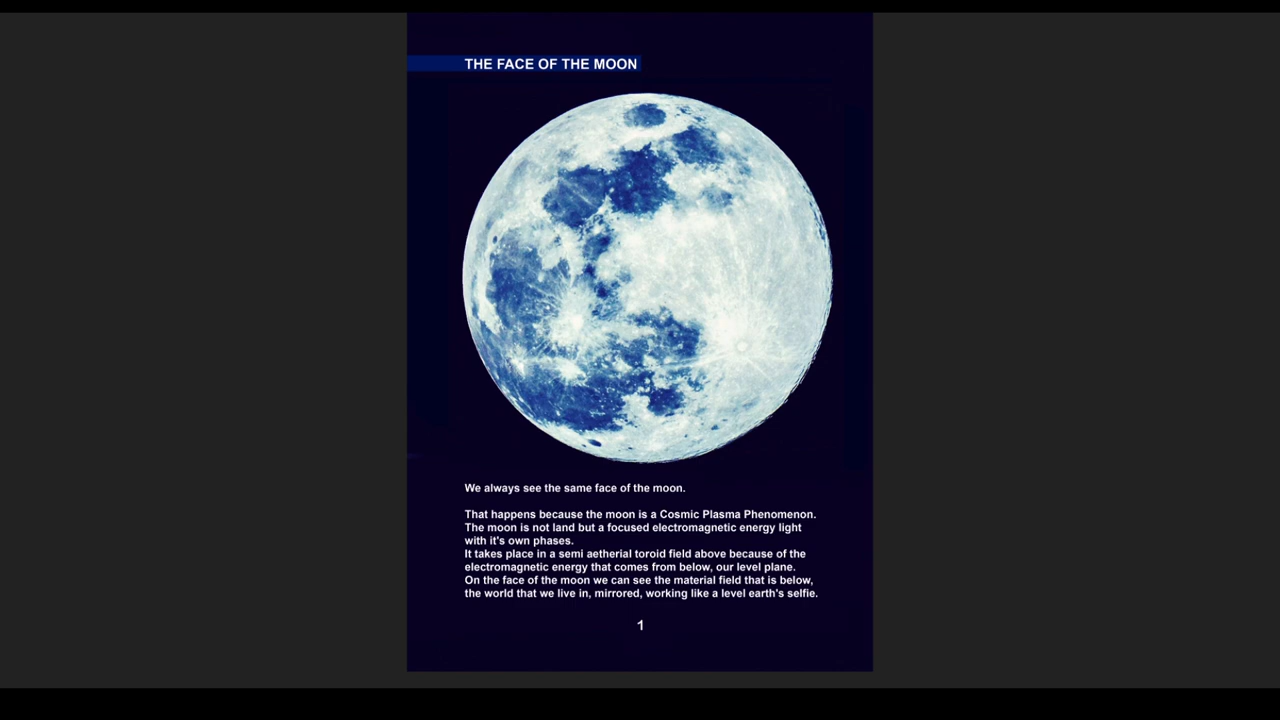 THE FACE OF THE MOON
We always see the same face of the moon.
That happens because the moon is a Cosmic Plasma Phenomenon.
The moon is not land but a focused electromagnetic energy light
with it's own phases.
It takes place in a semi aetherial toroid field above because of the
electromagnetic energy that comes from below, our level plane.
On the face of the moon we can see the material field that is below,
the world that we live in, mirrored, working like a level earth's selfie.
1